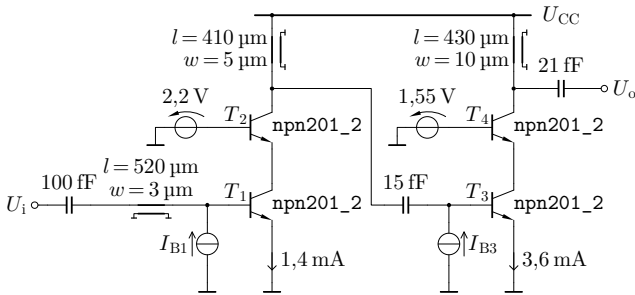 U_CC
l = 410 µm
w = 5 µm
l = 430 µm
w = 10 µm
21 fF
U_o
2,2 V
T_2
npn201_2
1,55 V
T_4
npn201_2
l = 520 µm
w = 3 µm
100 fF
U_i
T_1
npn201_2
15 fF
T_3
npn201_2
I_B1
1,4 mA
I_B3
3,6 mA